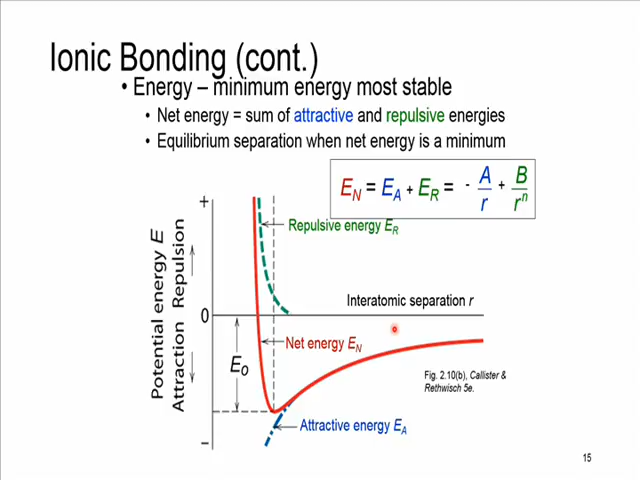 Ionic Bonding (cont.)
• Energy – minimum energy most stable
• Net energy = sum of attractive and repulsive energies
• Equilibrium separation when net energy is a minimum
E_N = E_A + E_R = - A/r + B/r^n
+
Repulsive energy E_R
Potential energy E
Repulsion
Attraction
Interatomic separation r
0
Net energy E_N
E_o
Fig. 2.10(b), Callister &
Rethwisch 5e.
Attractive energy E_A
–
15